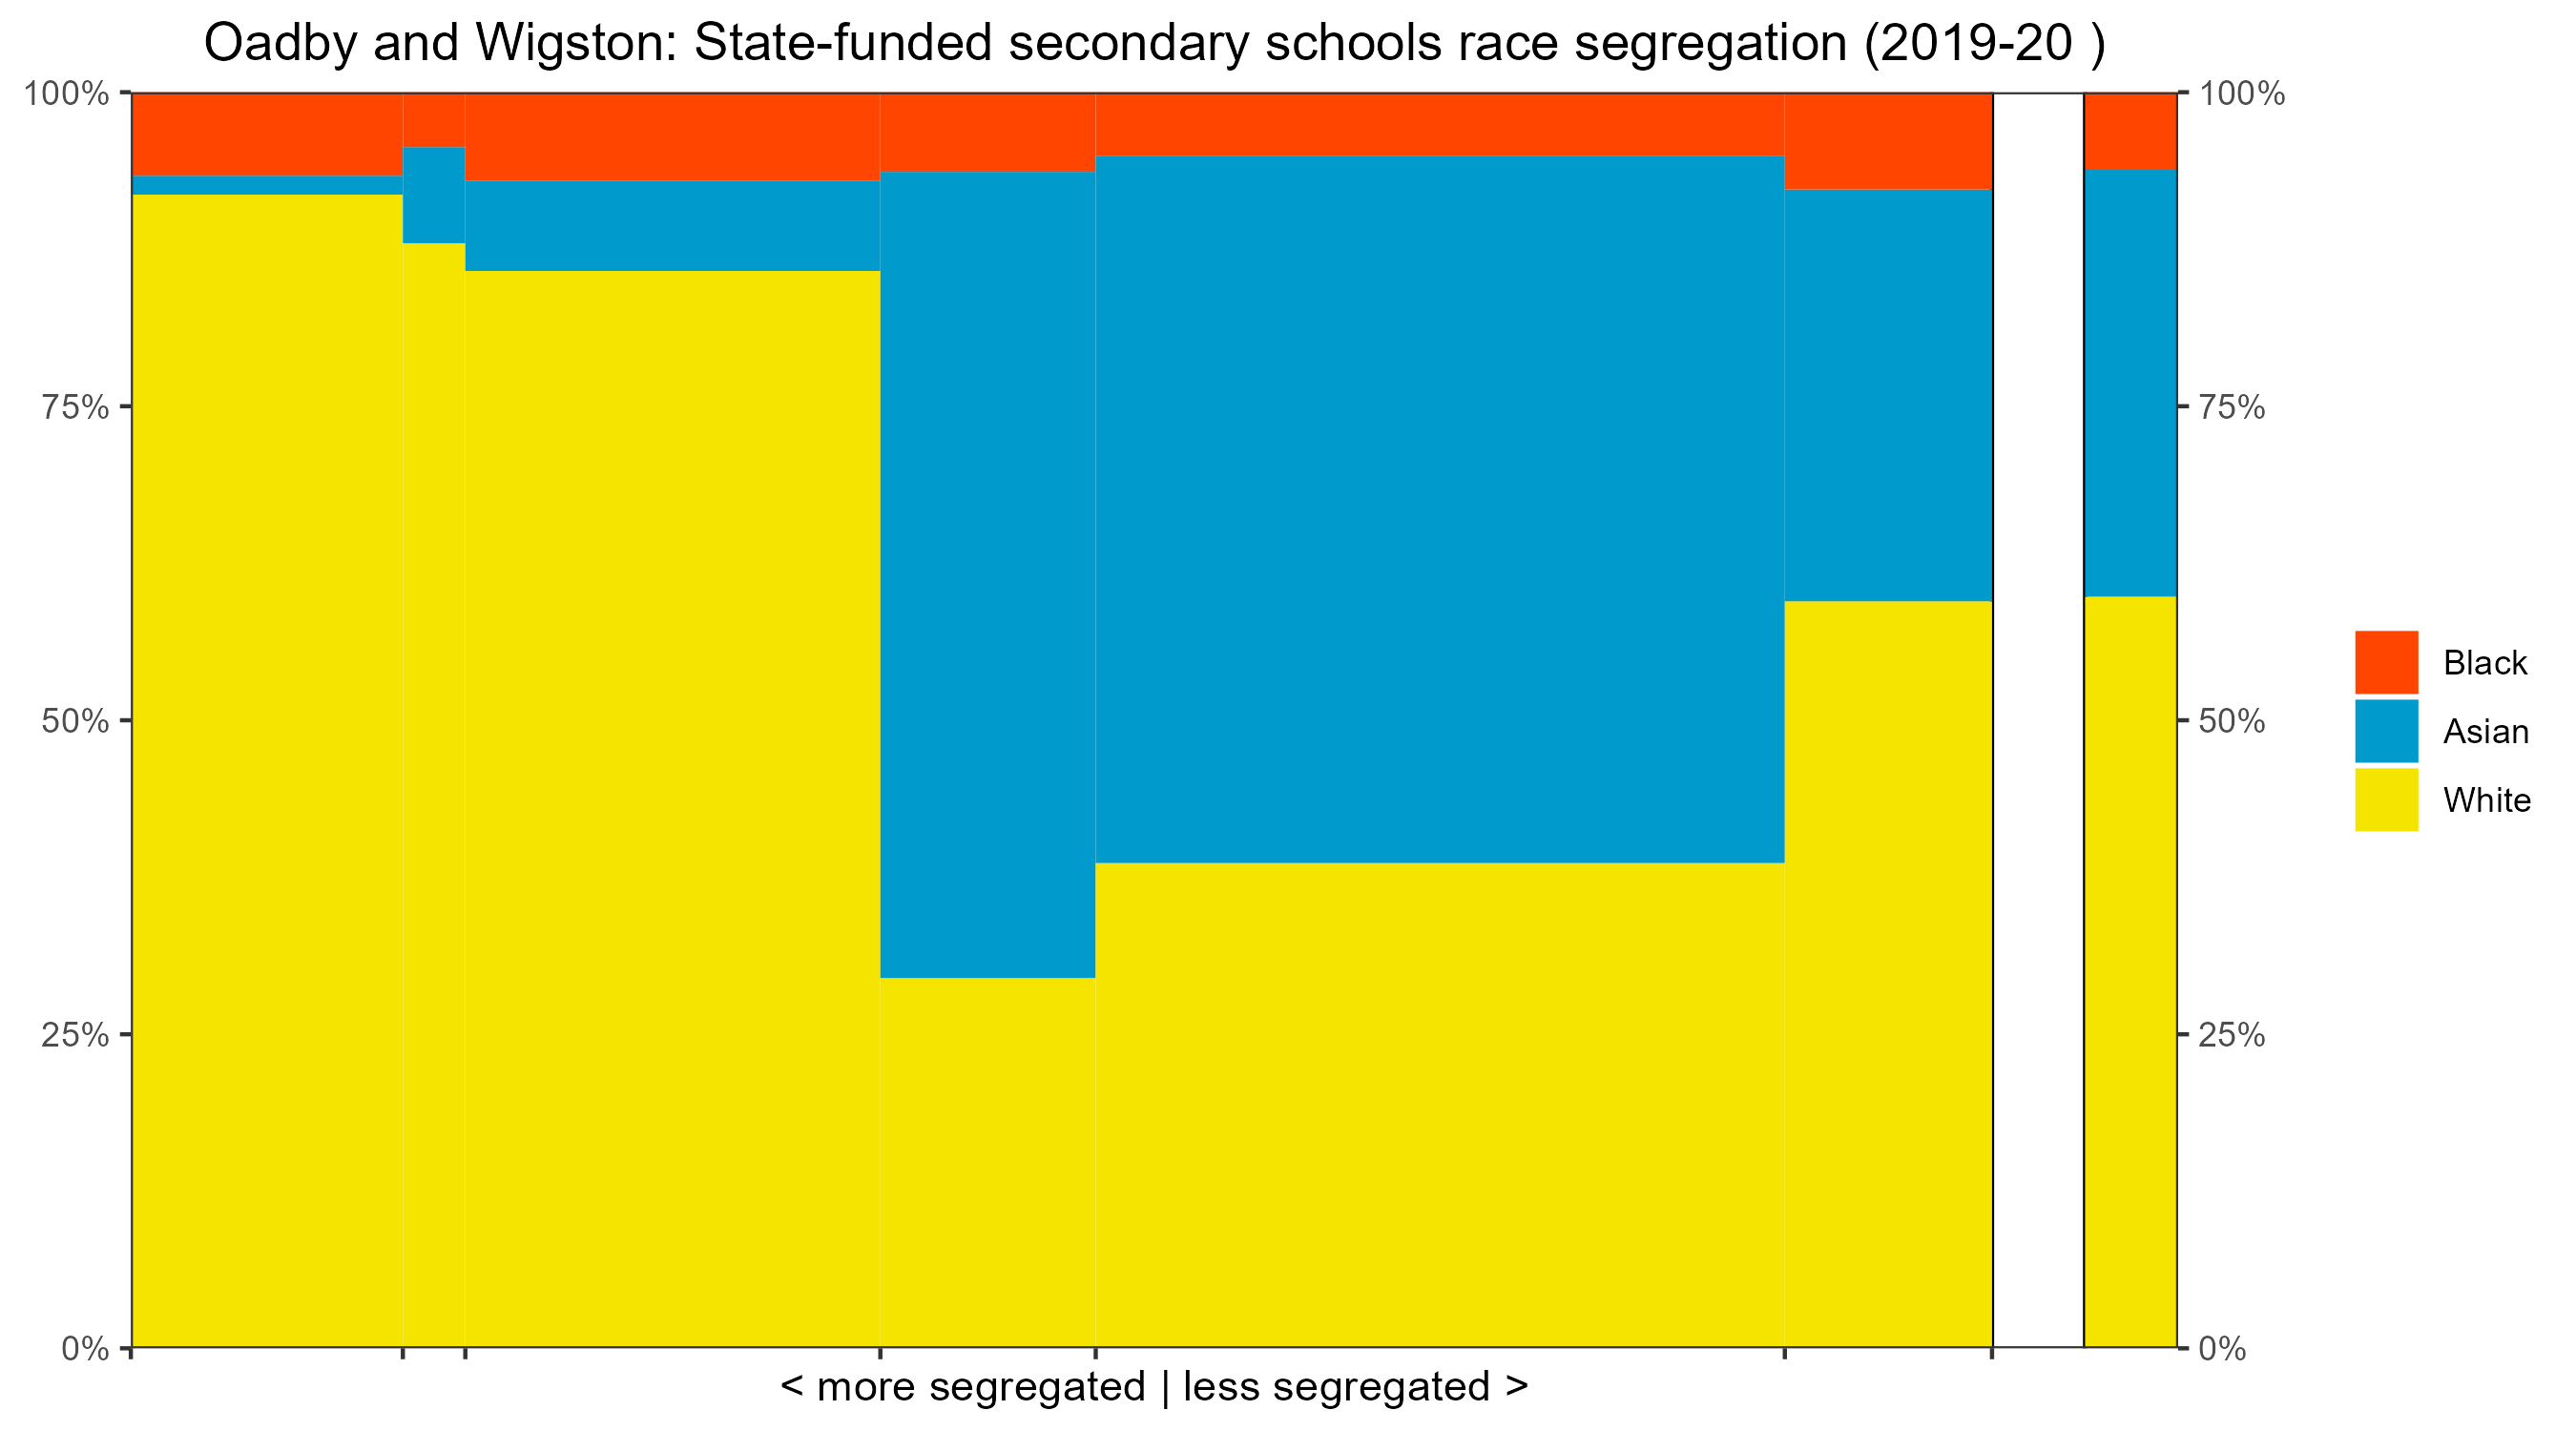 Oadby and Wigston: State-funded secondary schools race segregation (2019-20 )
100%
75%
50%
25%
0%
100%
75%
50%
25%
0%
Black
Asian
White
< more segregated | less segregated >